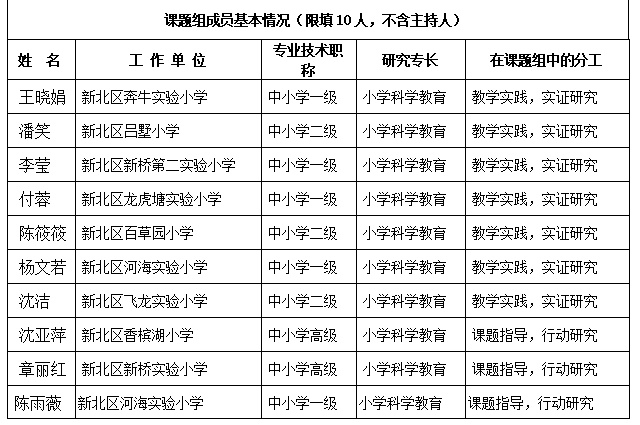 课题组成员基本情况（限填10人，不含主持人）
姓 名 工 作 单 位 专业技术职称 研究专长 在课题组中的分工
王晓娟 新北区奔牛实验小学 中小学一级 小学科学教育 教学实践，实证研究
潘笑 新北区吕墅小学 中小学二级 小学科学教育 教学实践，实证研究
李莹 新北区新桥第二实验小学 中小学一级 小学科学教育 教学实践，实证研究
付蓉 新北区龙虎塘实验小学 中小学一级 小学科学教育 教学实践，实证研究
陈筱筱 新北区百草园小学 中小学二级 小学科学教育 教学实践，实证研究
杨文若 新北区河海实验小学 中小学一级 小学科学教育 教学实践，实证研究
沈洁 新北区飞龙实验小学 中小学二级 小学科学教育 教学实践，实证研究
沈亚萍 新北区香槟湖小学 中小学高级 小学科学教育 课题指导，行动研究
章丽红 新北区新桥实验小学 中小学高级 小学科学教育 课题指导，行动研究
陈雨薇 新北区河海实验小学 中小学一级 小学科学教育 课题指导，行动研究